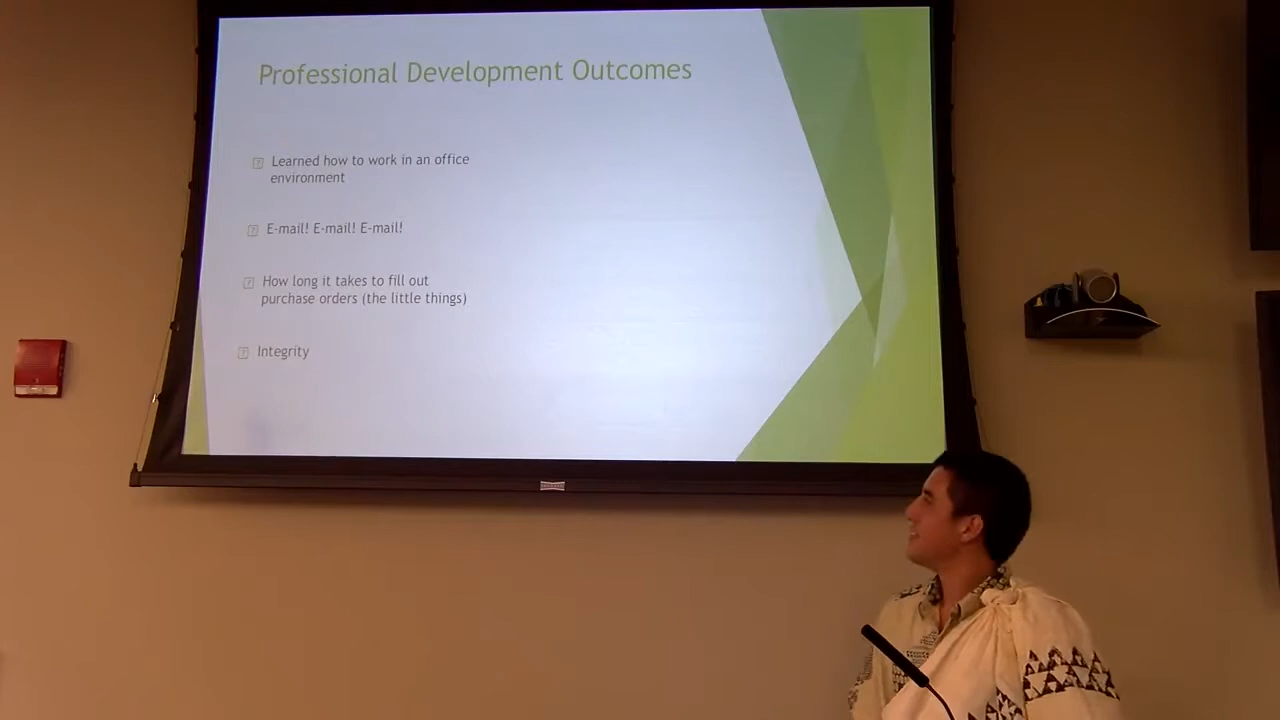 Professional Development Outcomes
Learned how to work in an office
environment
E-mail! E-mail! E-mail!
How long it takes to fill out
purchase orders (the little things)
Integrity